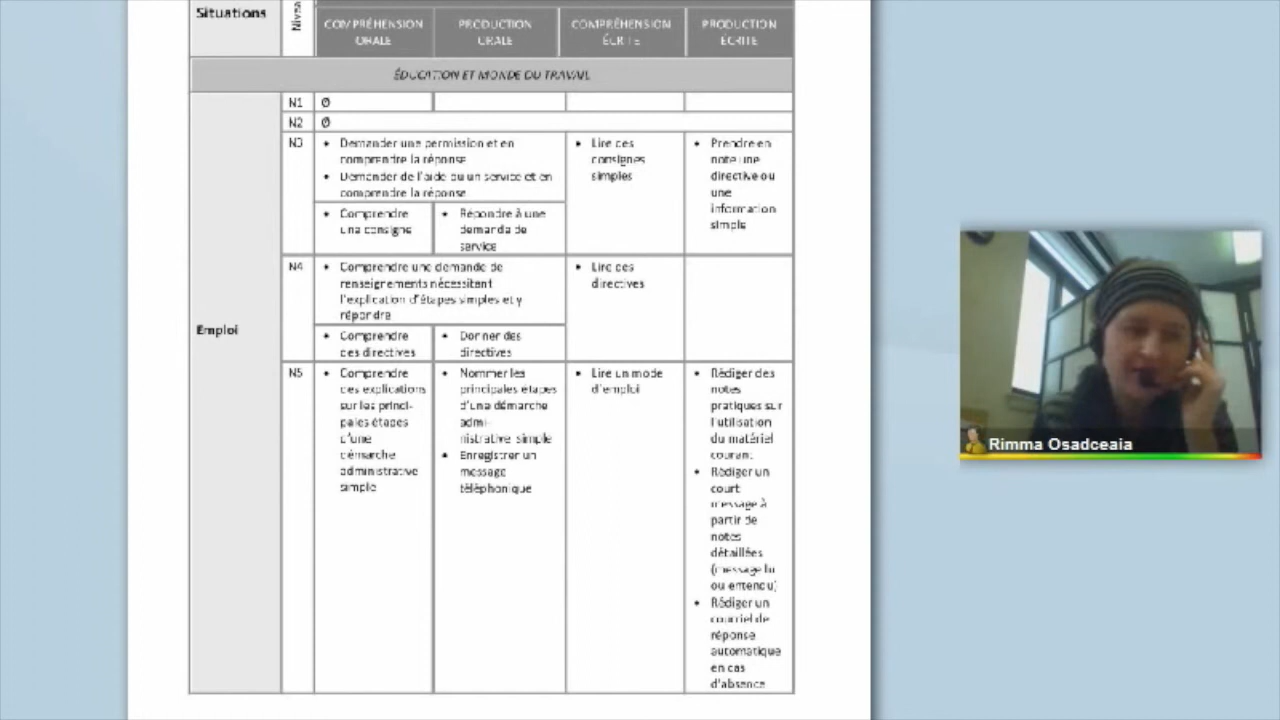 Situations
Nivea
COMPRÉHENSION
ORALE
PRODUCTION
ORALE
COMPRÉHENSION
ÉCRITE
PRODUCTION
ÉCRITE
ÉDUCATION ET MONDE DU TRAVAIL
Emploi
N1
Ø
N2
Ø
N3
• Demander une permission et en
comprendre la réponse
• Demander de l'aide ou un service et en
comprendre la réponse
• Comprendre
une consigne
• Répondre à une
demande de
service
• Lire des
consignes
simples
• Prendre en
note une
directive ou
une
information
simple
N4
• Comprendre une demande de
renseignements nécessitant
l'explication d'étapes simples et y
répondre
• Comprendre
des directives
• Donner des
directives
• Lire des
directives
N5
• Comprendre
des explications
sur les princi-
pales étapes
d'une
démarche
administrative
simple
• Nommer les
principales étapes
d'une démarche
admi-
nistrative simple
• Enregistrer un
message
téléphonique
• Lire un mode
d'emploi
• Rédiger des
notes
pratiques sur
l'utilisation
du matériel
courant
• Rédiger un
court
message à
partir de
notes
détaillées
(message lu
ou entendu)
• Rédiger un
courriel de
réponse
automatique
en cas
d'absence
Rimma Osadceaia